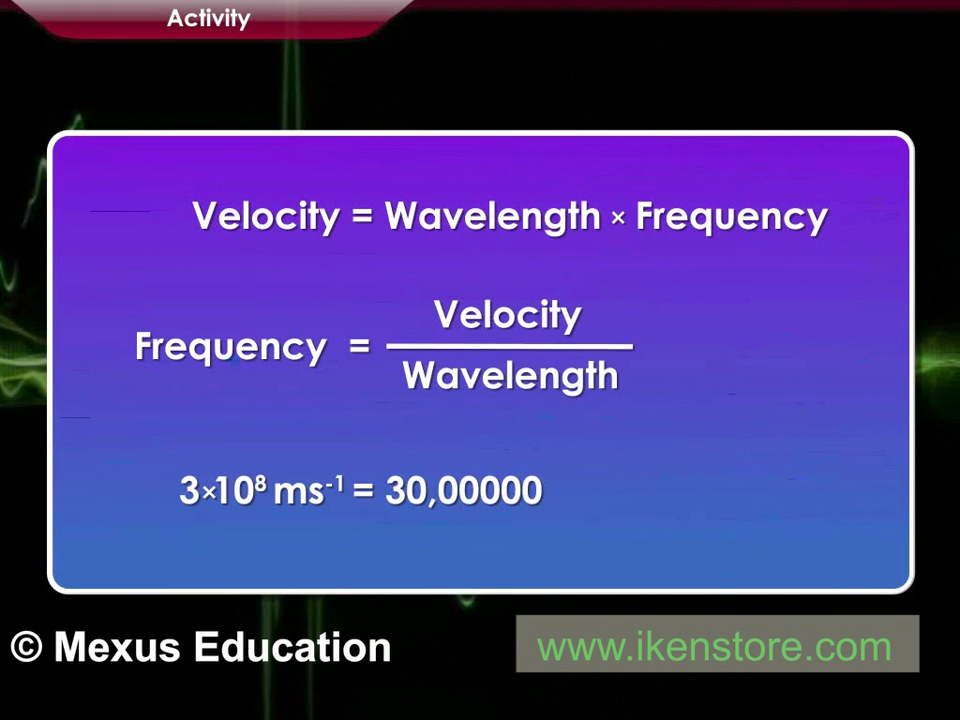 Activity
Velocity = Wavelength × Frequency
Frequency = Velocity
Wavelength
3×10⁸ ms⁻¹ = 30,00000
© Mexus Education
www.ikenstore.com